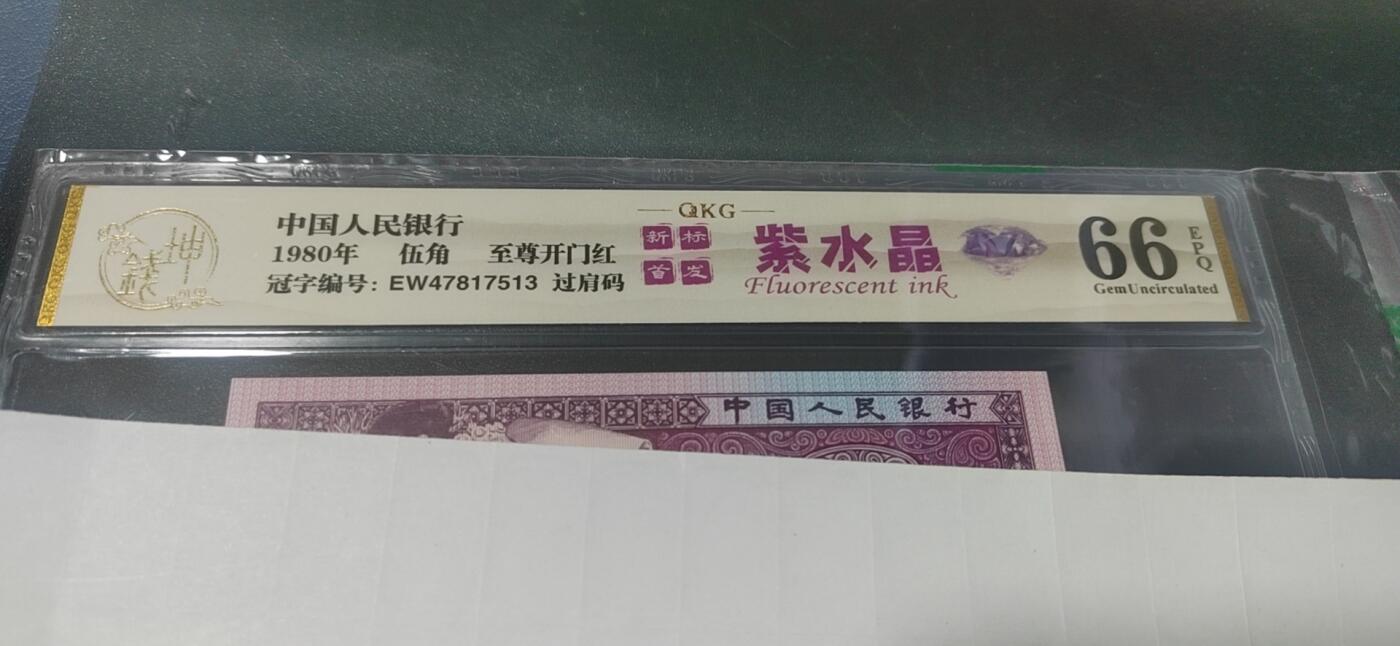 QKG
中国人民银行
1980年 伍角 至尊开门红
冠字编号：EW47817513 过肩码
新标
首发
紫水晶
Fluorescent ink
66
EPQ
GemUncirculated
中国人民银行